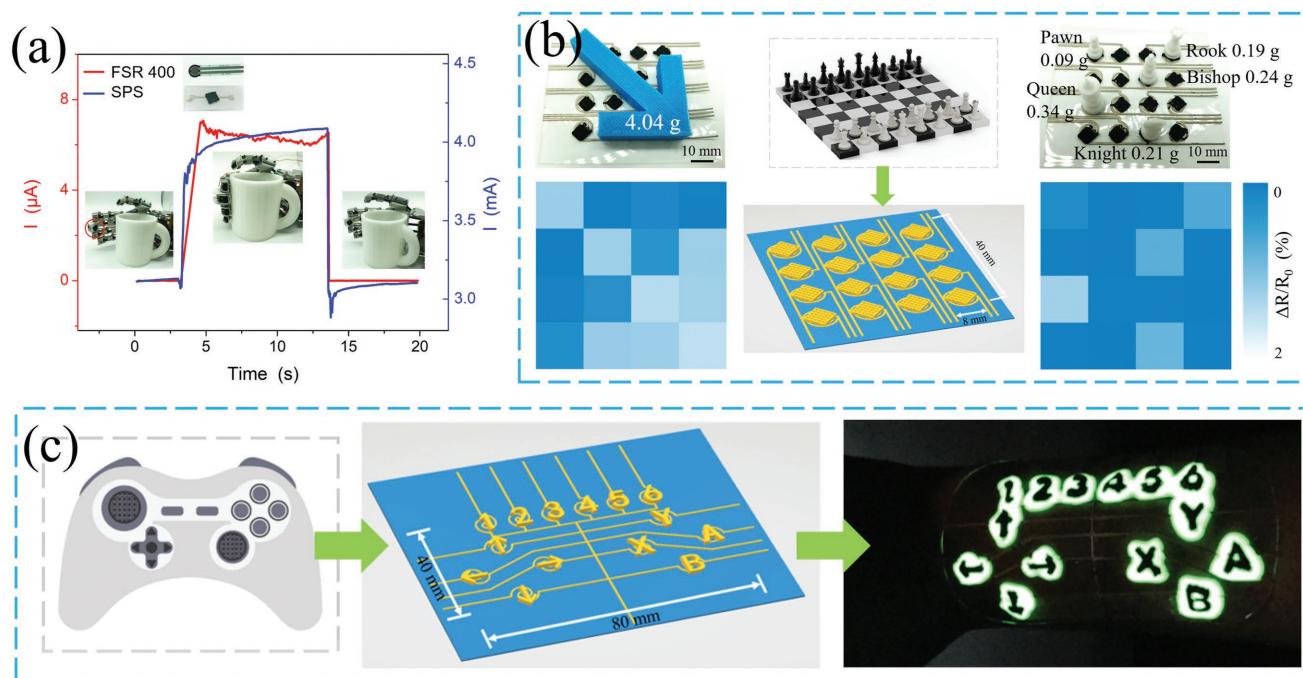 (a)
FSR 400
SPS
8
4
0
I (μA)
4.5
4.0
3.5
3.0
I (mA)
0
5
10
15
20
Time (s)
(b)
4.04 g
10 mm
Pawn
0.09 g
Rook 0.19 g
Bishop 0.24 g
Queen
0.34 g
Knight 0.21 g
10 mm
40 mm
8 mm
0
2
ΔR/R₀ (%)
(c)
1 2 3 4 5 6
↑ Y
← → X A
↓ B
40 mm
80 mm
1 2 3 4 5 6
↑ Y
← → X A
↓ B